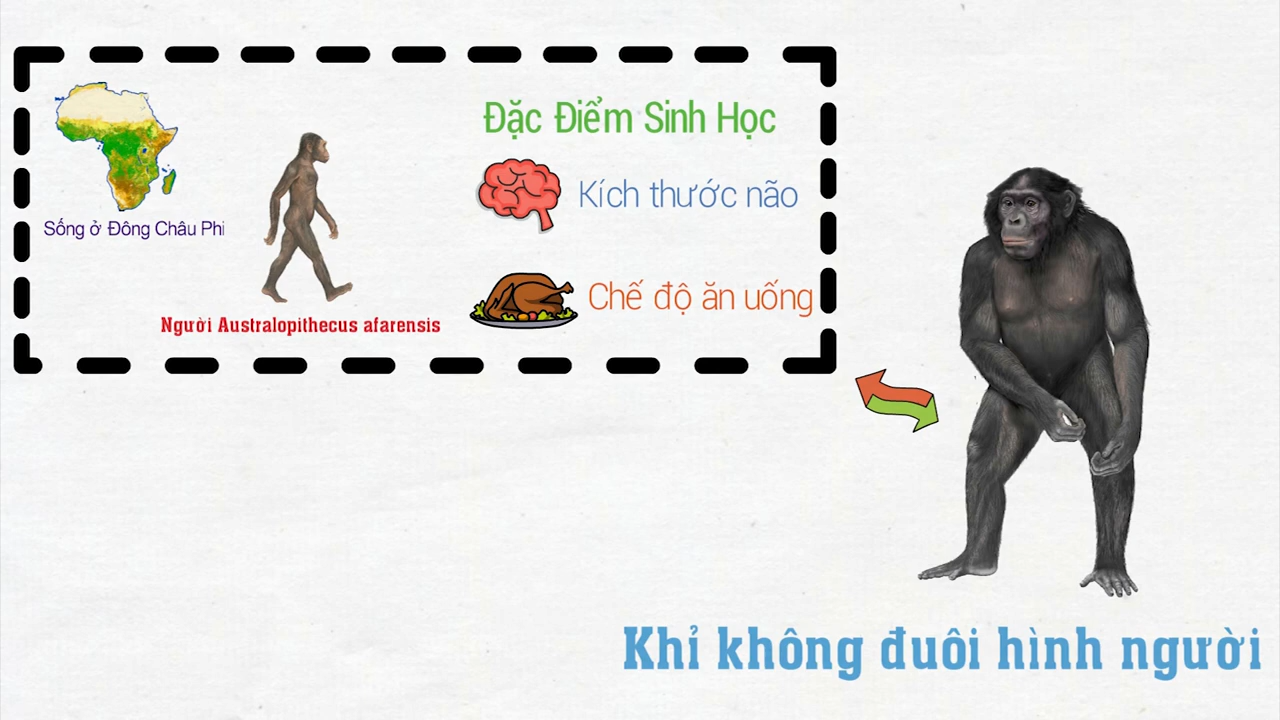 Đặc Điểm Sinh Học
Kích thước não
Sống ở Đông Châu Phi
Chế độ ăn uống
Người Australopithecus afarensis
Khỉ không đuôi hình người